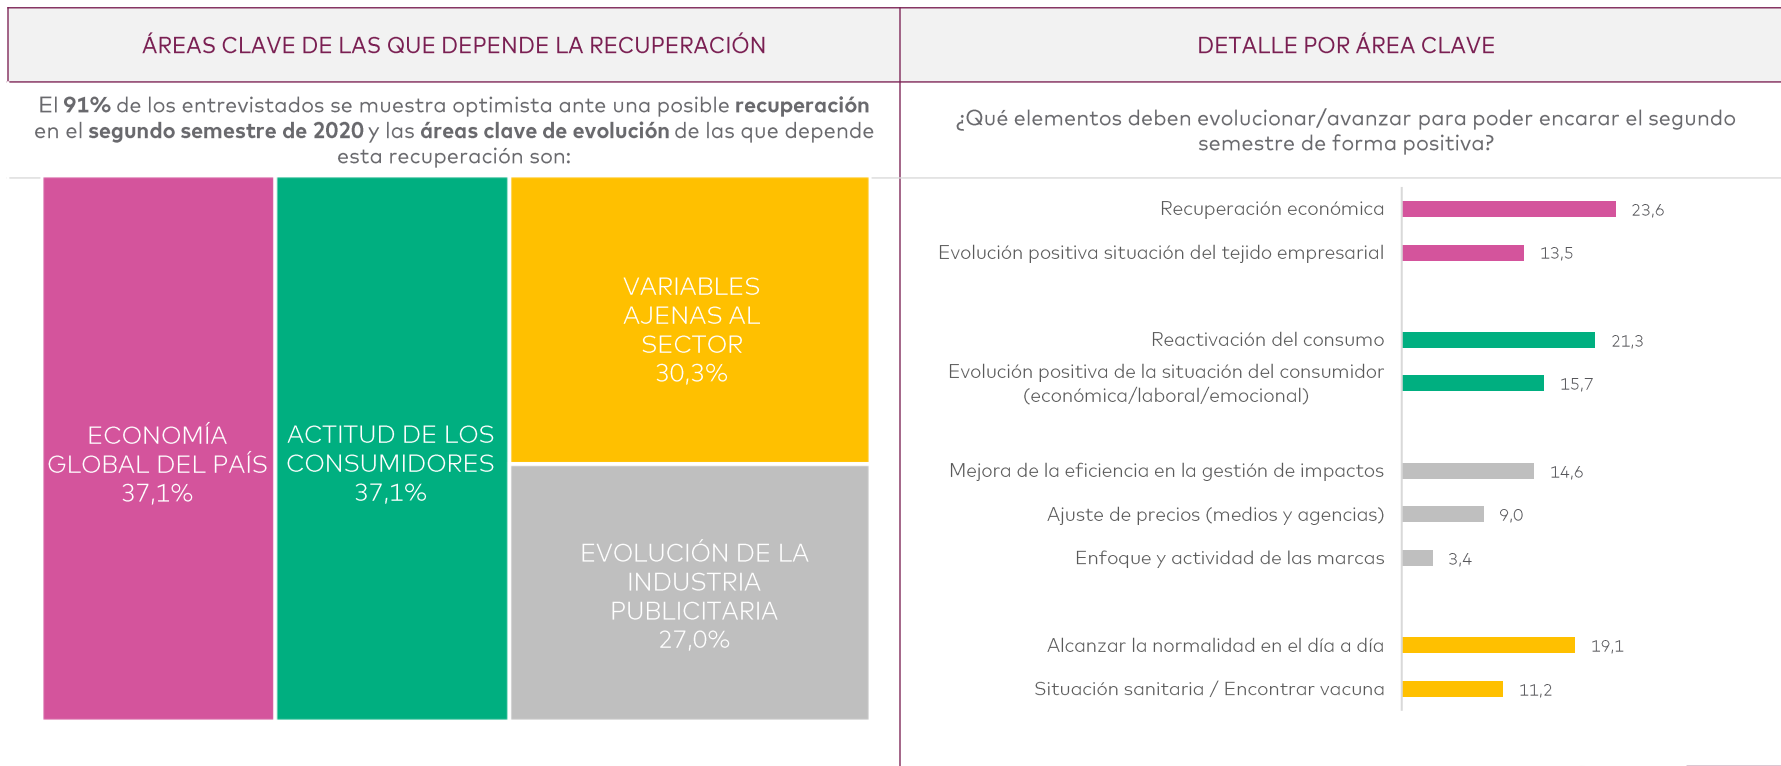 ÁREAS CLAVE DE LAS QUE DEPENDE LA RECUPERACIÓN
El 91% de los entrevistados se muestra optimista ante una posible recuperación
en el segundo semestre de 2020 y las áreas clave de evolución de las que depende
esta recuperación son:
ECONOMÍA
GLOBAL DEL PAÍS
37,1%
ACTITUD DE LOS
CONSUMIDORES
37,1%
VARIABLES
AJENAS AL
SECTOR
30,3%
EVOLUCIÓN DE LA
INDUSTRIA
PUBLICITARIA
27,0%
DETALLE POR ÁREA CLAVE
¿Qué elementos deben evolucionar/avanzar para poder encarar el segundo
semestre de forma positiva?
Recuperación económica 23,6
Evolución positiva situación del tejido empresarial 13,5
Reactivación del consumo 21,3
Evolución positiva de la situación del consumidor
(económica/laboral/emocional) 15,7
Mejora de la eficiencia en la gestión de impactos 14,6
Ajuste de precios (medios y agencias) 9,0
Enfoque y actividad de las marcas 3,4
Alcanzar la normalidad en el día a día 19,1
Situación sanitaria / Encontrar vacuna 11,2